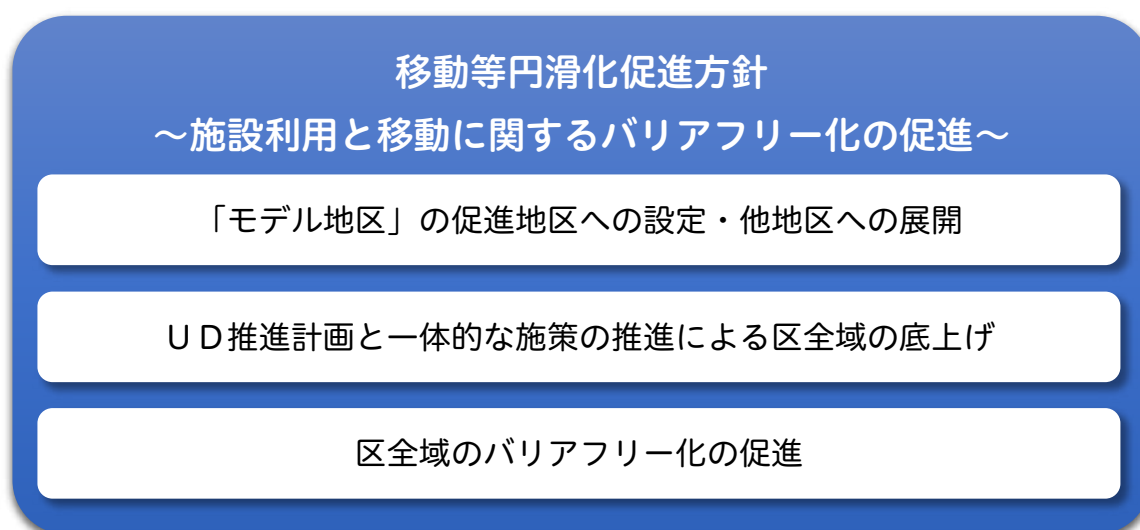 移動等円滑化促進方針
～施設利用と移動に関するバリアフリー化の促進～
「モデル地区」の促進地区への設定・他地区への展開
ＵＤ推進計画と一体的な施策の推進による区全域の底上げ
区全域のバリアフリー化の促進